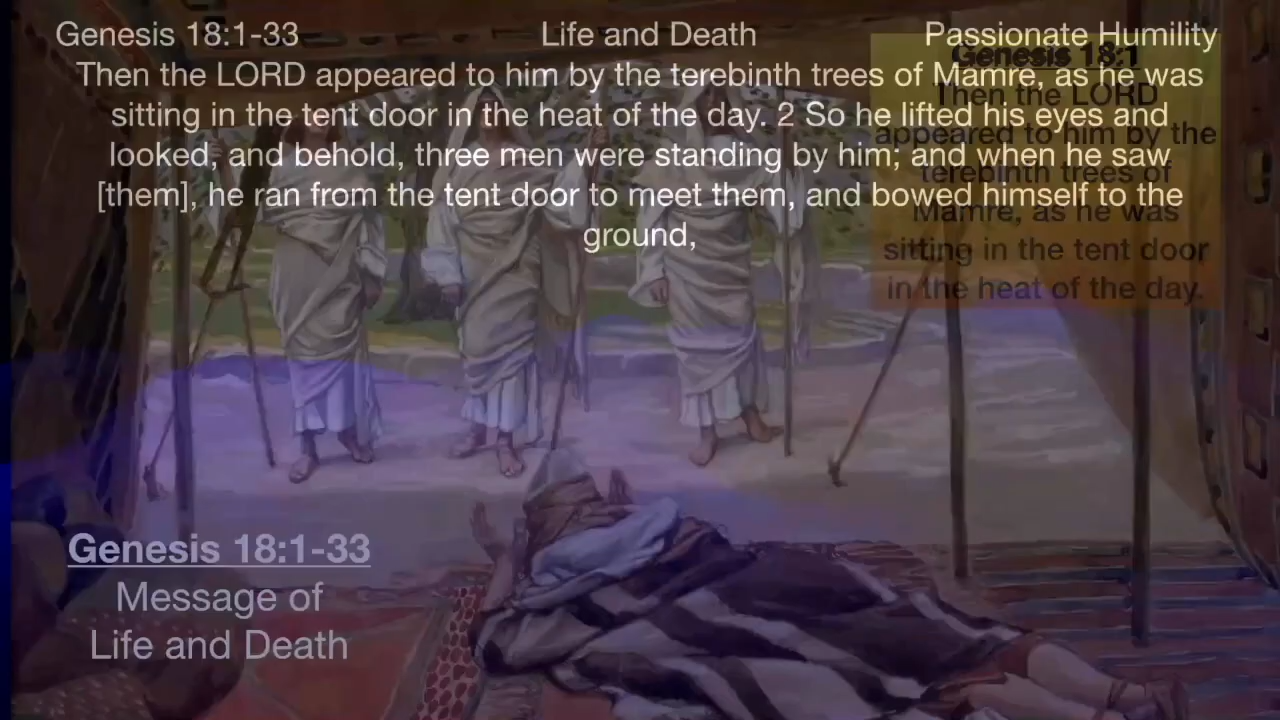 Genesis 18:1-33 Life and Death Passionate Humility
Then the LORD appeared to him by the terebinth trees of Mamre, as he was
sitting in the tent door in the heat of the day. 2 So he lifted his eyes and
looked, and behold, three men were standing by him; and when he saw
[them], he ran from the tent door to meet them, and bowed himself to the
ground,
Genesis 18:1
Then the LORD
appeared to him by the
terebinth trees of
Mamre, as he was
sitting in the tent door
in the heat of the day.
Genesis 18:1-33
Message of
Life and Death